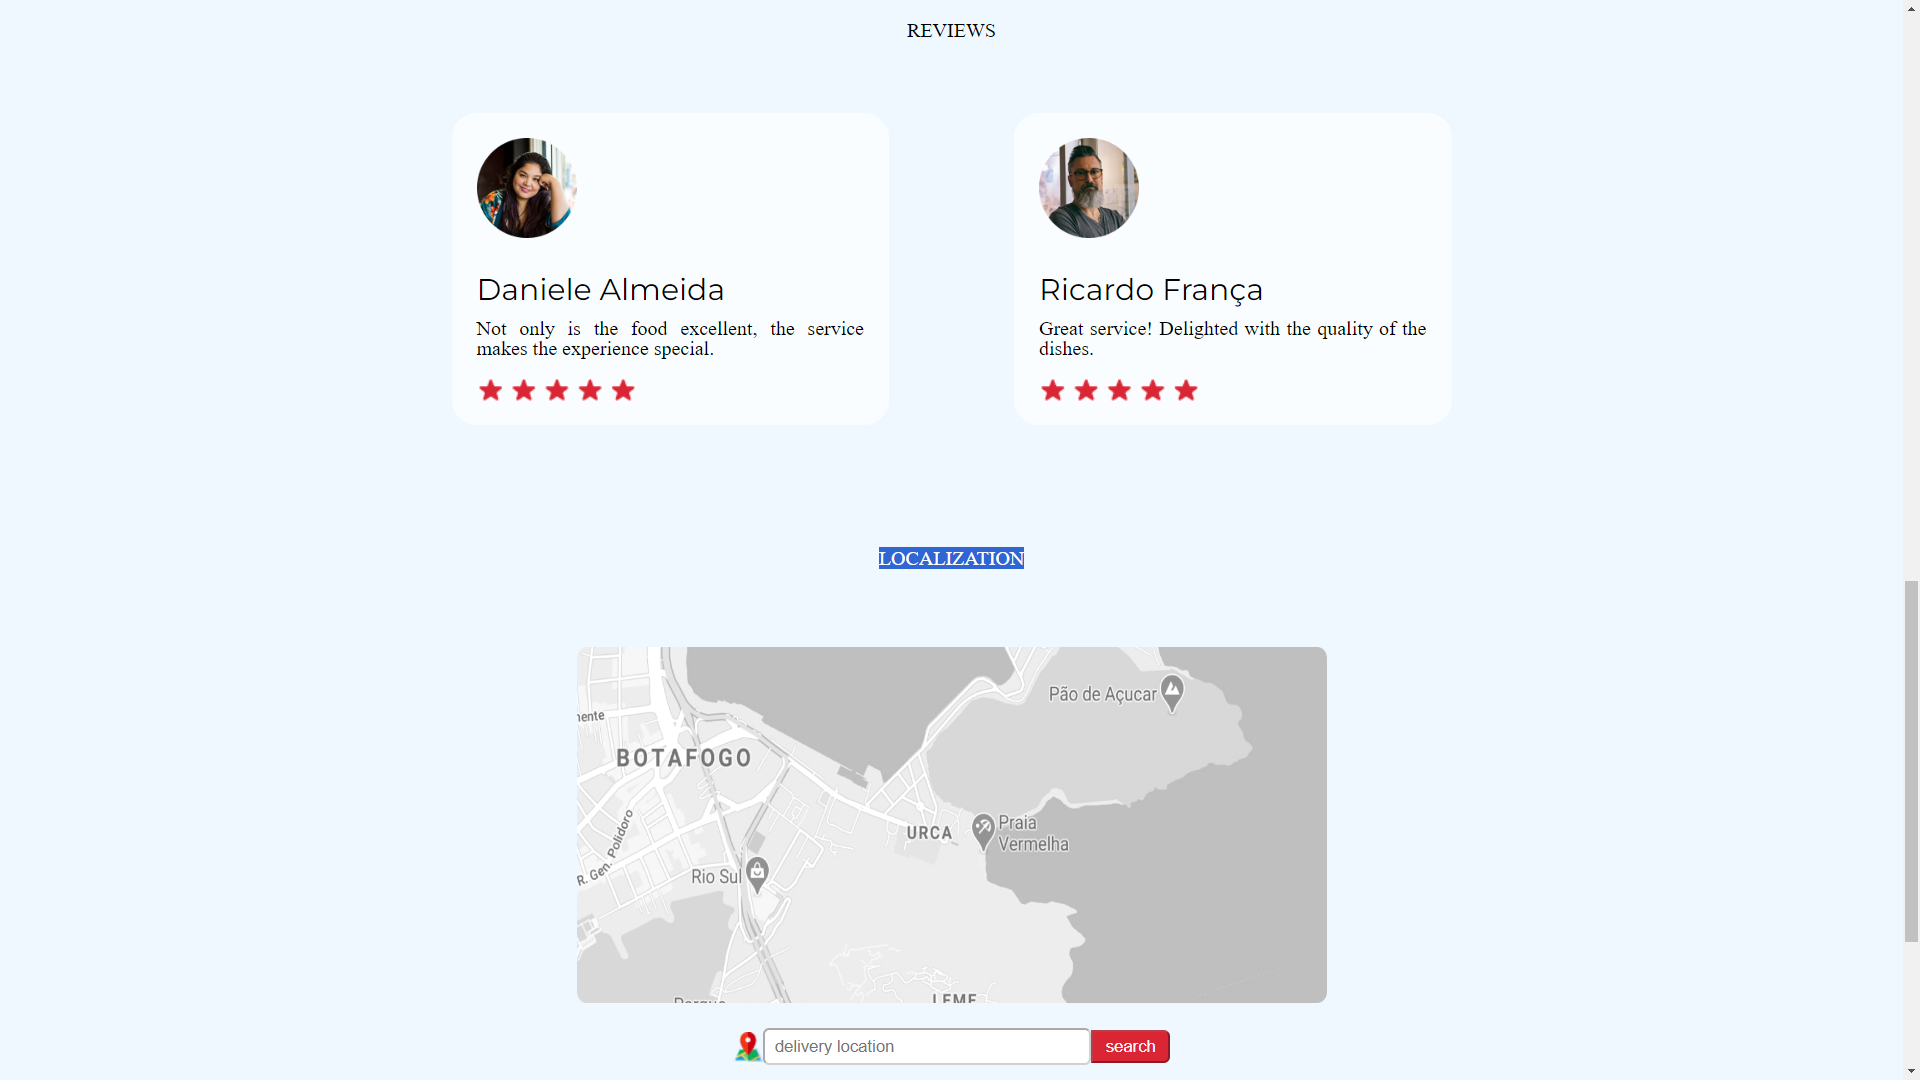 REVIEWS
Daniele Almeida
Not only is the food excellent, the service
makes the experience special.
Ricardo França
Great service! Delighted with the quality of the
dishes.
LOCALIZATION
Pão de Açucar
BOTAFOGO
Praia
Vermelha
URCA
R. Gen. Polidoro
Rio Sul
LEME
delivery location
search